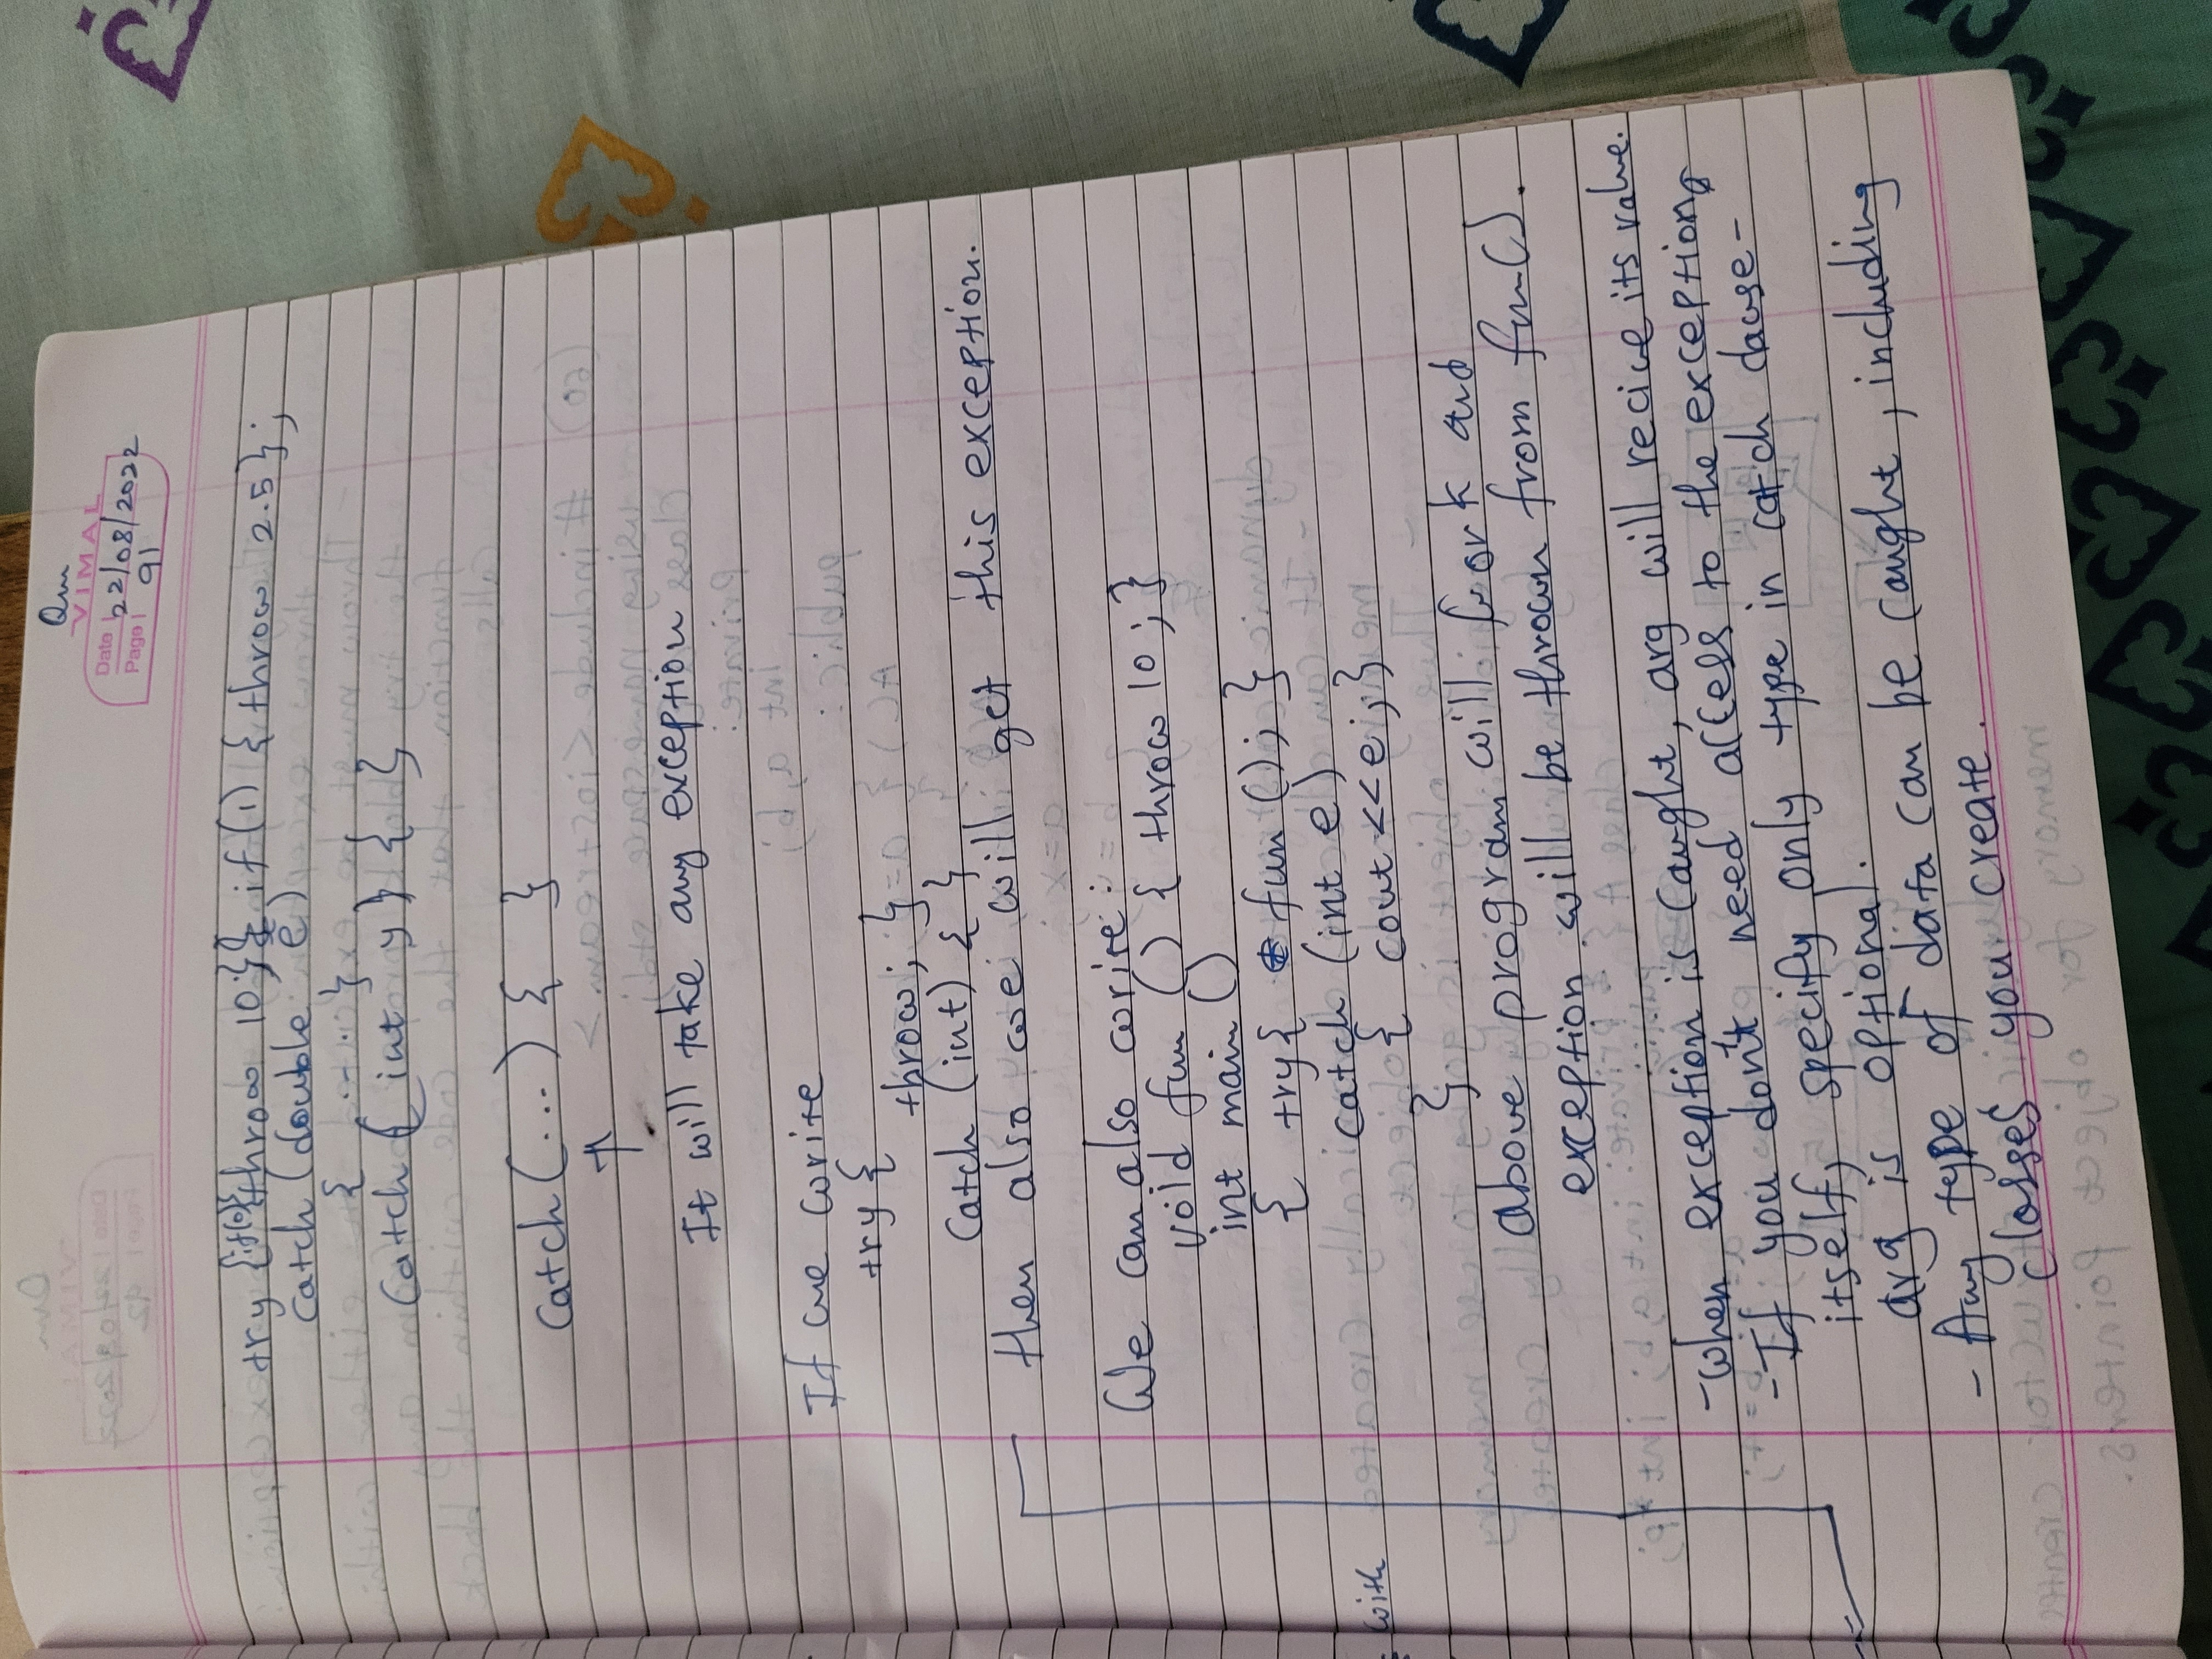 Om
VIMAL
Date 22/08/2022
Page 91
try {if(0){throw 10;} if(1) {throw 2.5};
catch (double e)
{ ... }
catch (int y) { }
catch (...) { }
It will take any exception
If we write
try {
throw; }
catch (int) { }
then also we will get this exception.
We can also write:
void fun () { throw 10; }
int main ()
{ try{ fun (); }
catch (int e)
{ cout <<e; }
}
with
above program will work and
exception will be thrown from fun().
-when exception is caught, arg will recive its value.
-If you don't need access to the exception
itself, specify only type in catch clause-
arg is optional.
- Any type of data can be caught, including
classes you create.